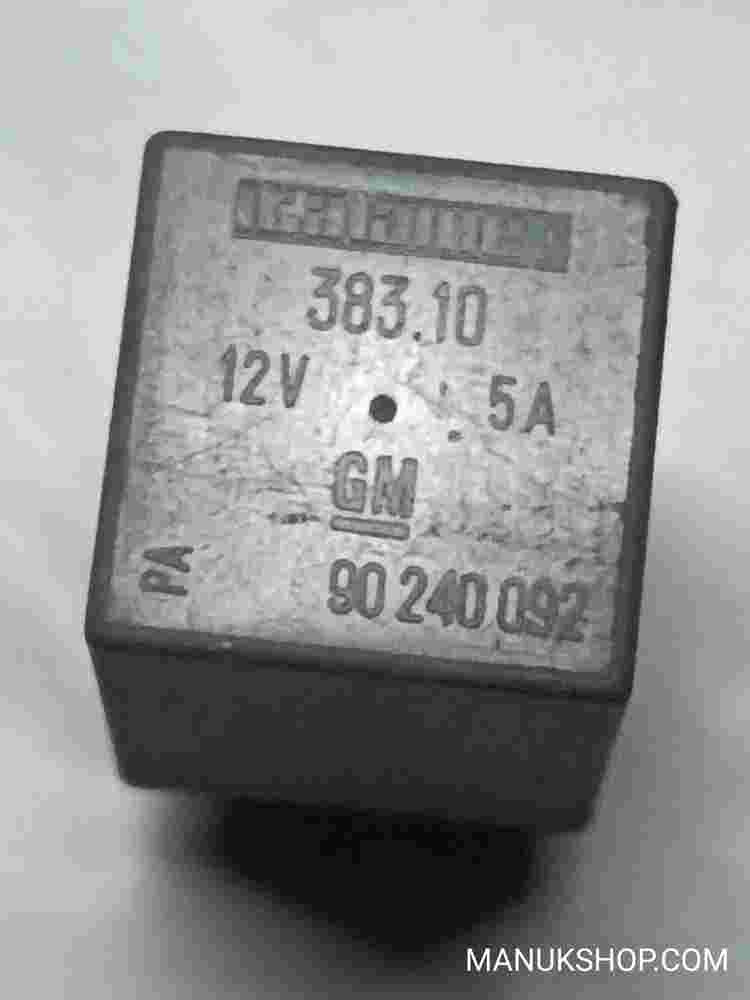 383.10
12V 5A
GM
PA
90 240 092
MANUKSHOP.COM